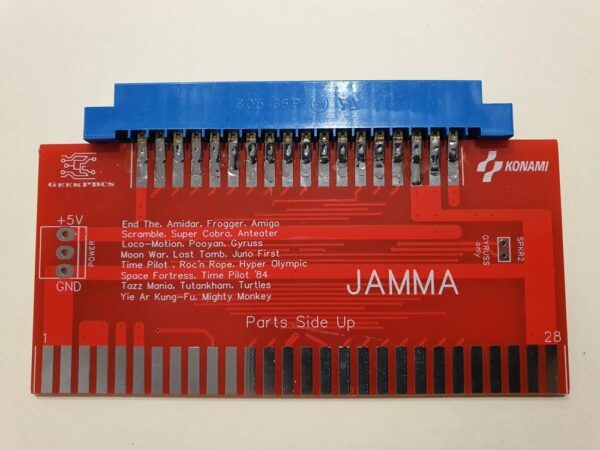 805-36P
GEEKPBCS
KONAMI
+5V
POWER
GND
End The, Amidar, Frogger, Amigo
Scramble, Super Cobra, Anteater
Loco-Motion, Pooyan, Gyruss
Moon War, Lost Tomb, Juno First
Time Pilot , Roc'n Rope, Hyper Olympic
Space Fortress, Time Pilot '84
Tazz Mania, Tutankham, Turtles
Yie Ar Kung-Fu, Mighty Monkey
SPKR2
GYRUSS
only
JAMMA
Parts Side Up
1
28